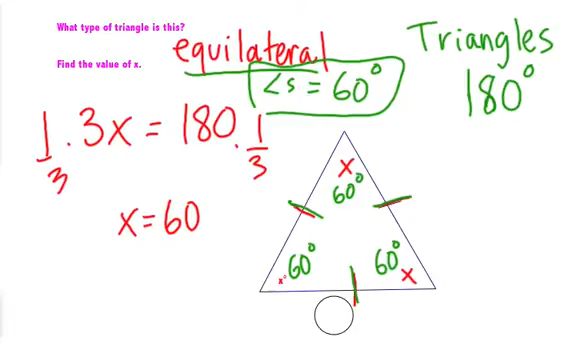 What type of triangle is this?
Find the value of x.
equilateral
∠s = 60°
Triangles
180°
1/3 · 3x = 180 · 1/3
x = 60
x
60°
60°
x°
60°
x